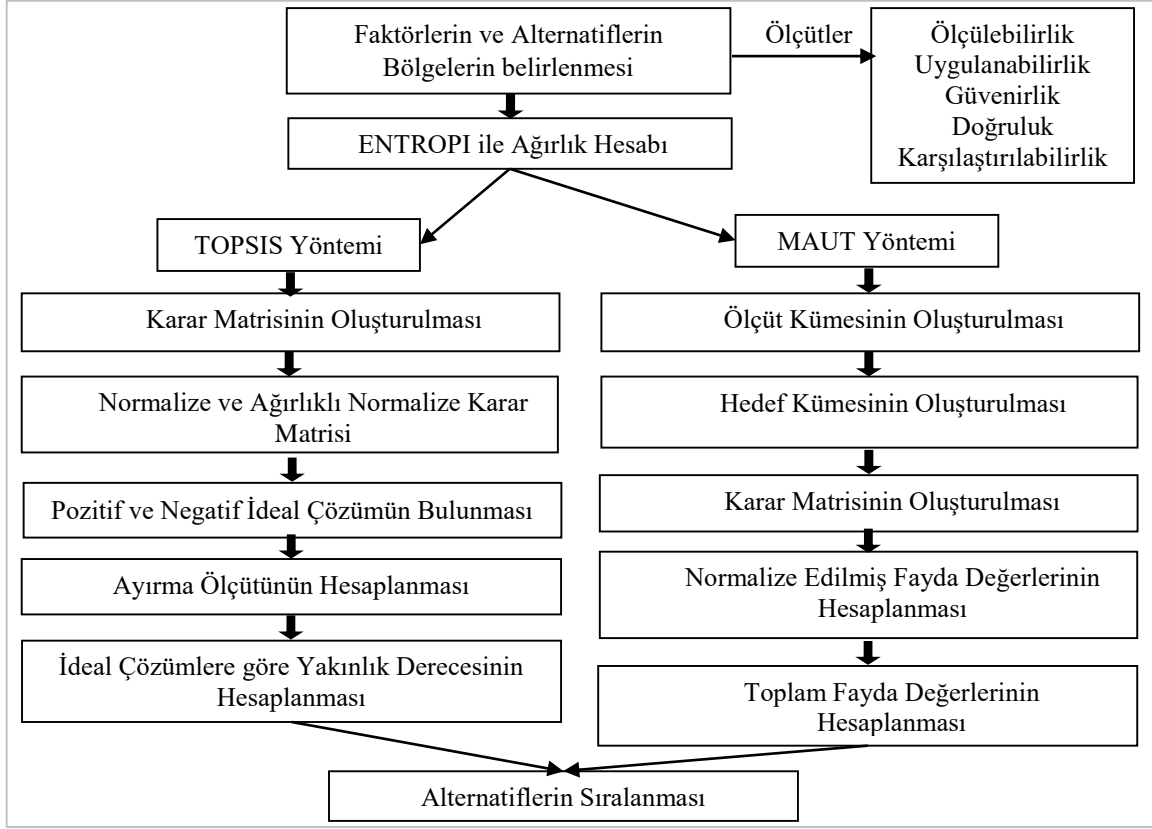 Faktörlerin ve Alternatiflerin
Bölgelerin belirlenmesi
Ölçütler
Ölçülebilirlik
Uygulanabilirlik
Güvenirlik
Doğruluk
Karşılaştırılabilirlik
ENTROPI ile Ağırlık Hesabı
TOPSIS Yöntemi
Karar Matrisinin Oluşturulması
Normalize ve Ağırlıklı Normalize Karar
Matrisi
Pozitif ve Negatif İdeal Çözümün Bulunması
Ayırma Ölçütünün Hesaplanması
İdeal Çözümlere göre Yakınlık Derecesinin
Hesaplanması
MAUT Yöntemi
Ölçüt Kümesinin Oluşturulması
Hedef Kümesinin Oluşturulması
Karar Matrisinin Oluşturulması
Normalize Edilmiş Fayda Değerlerinin
Hesaplanması
Toplam Fayda Değerlerinin
Hesaplanması
Alternatiflerin Sıralanması